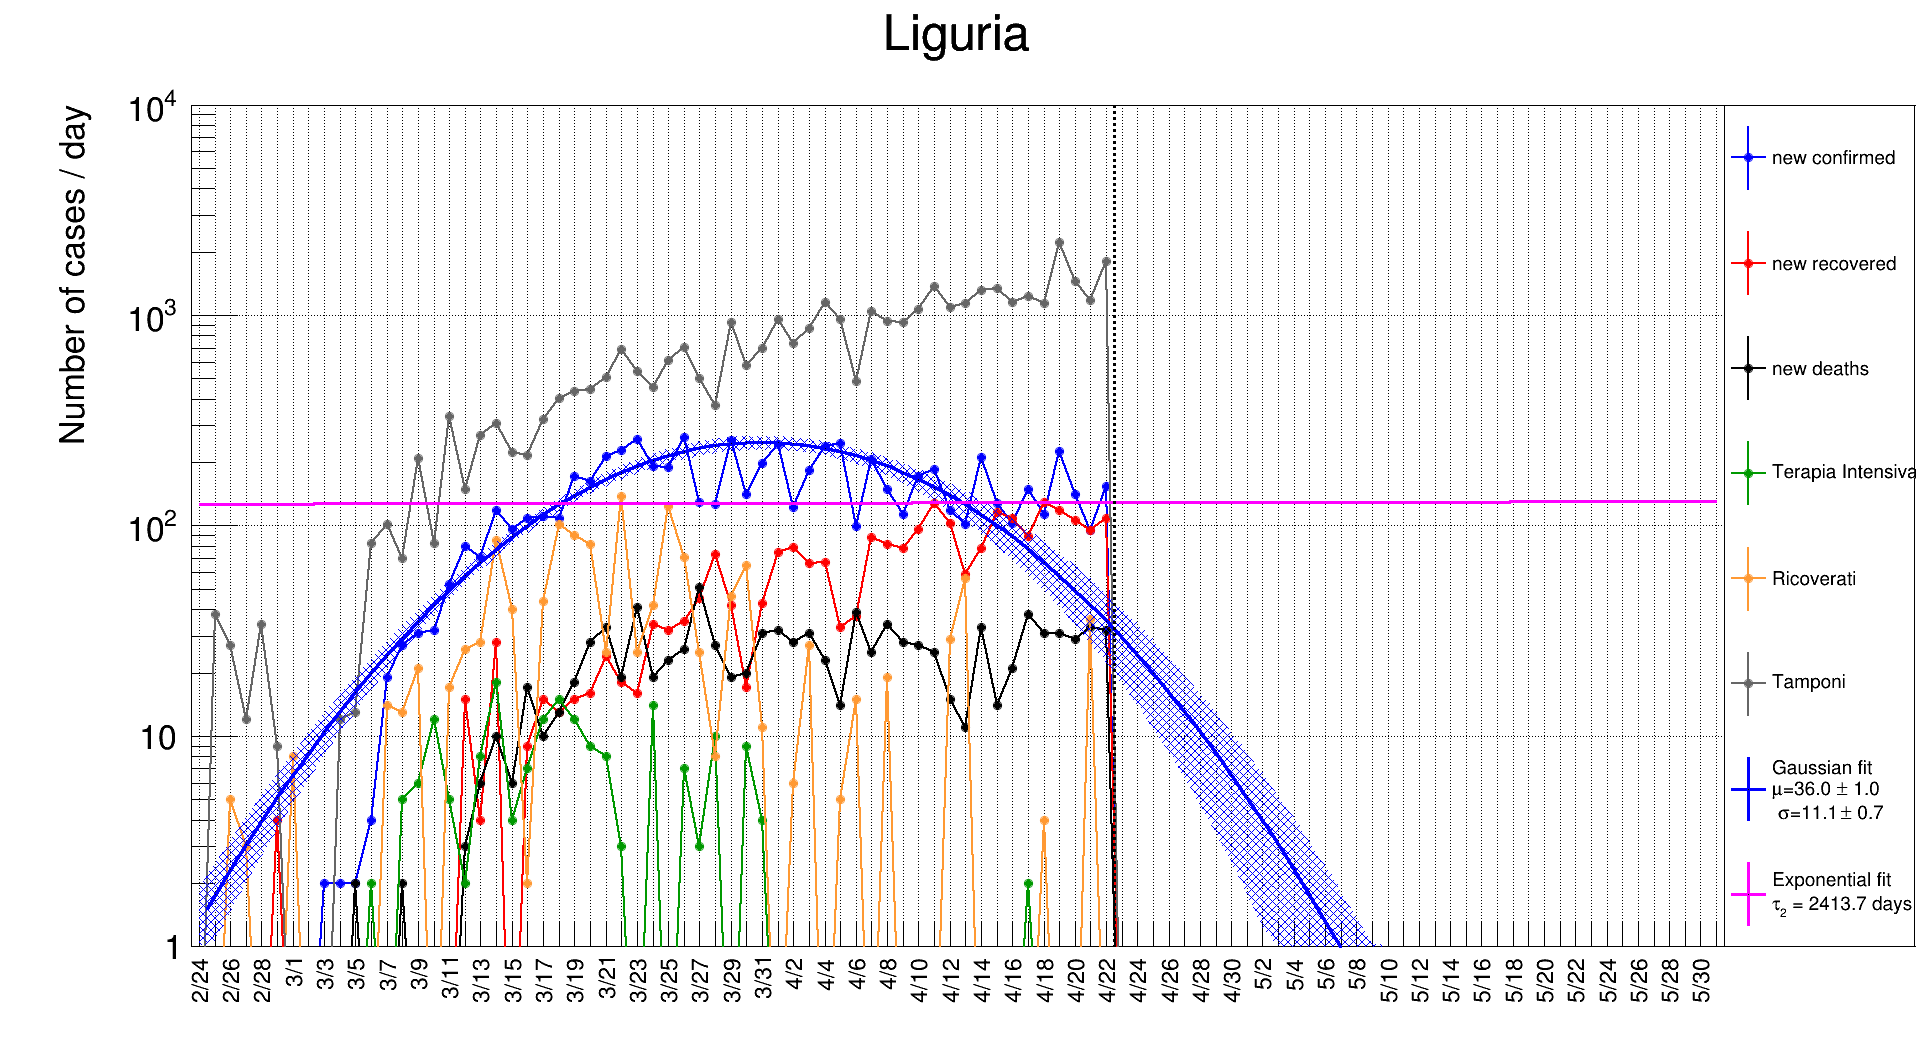 Liguria
Number of cases / day
10⁴
10³
10²
10
1
2/24 2/26 2/28 3/1 3/3 3/5 3/7 3/9 3/11 3/13 3/15 3/17 3/19 3/21 3/23 3/25 3/27 3/29 3/31 4/2 4/4 4/6 4/8 4/10 4/12 4/14 4/16 4/18 4/20 4/22 4/24 4/26 4/28 4/30 5/2 5/4 5/6 5/8 5/10 5/12 5/14 5/16 5/18 5/20 5/22 5/24 5/26 5/28 5/30
new confirmed
new recovered
new deaths
Terapia Intensiva
Ricoverati
Tamponi
Gaussian fit
μ=36.0 ± 1.0
σ=11.1 ± 0.7
Exponential fit
τ₂ = 2413.7 days